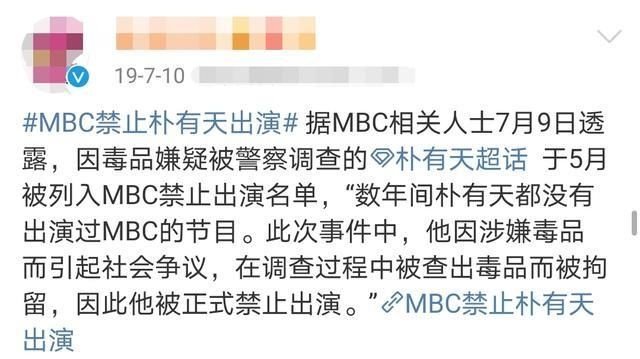 19-7-10
#MBC禁止朴有天出演# 据MBC相关人士7月9日透
露，因毒品嫌疑被警察调查的朴有天超话 于5月
被列入MBC禁止出演名单，“数年间朴有天都没有
出演过MBC的节目。此次事件中，他因涉嫌毒品
而引起社会争议，在调查过程中被查出毒品而被拘
留，因此他被正式禁止出演。”MBC禁止朴有天
出演